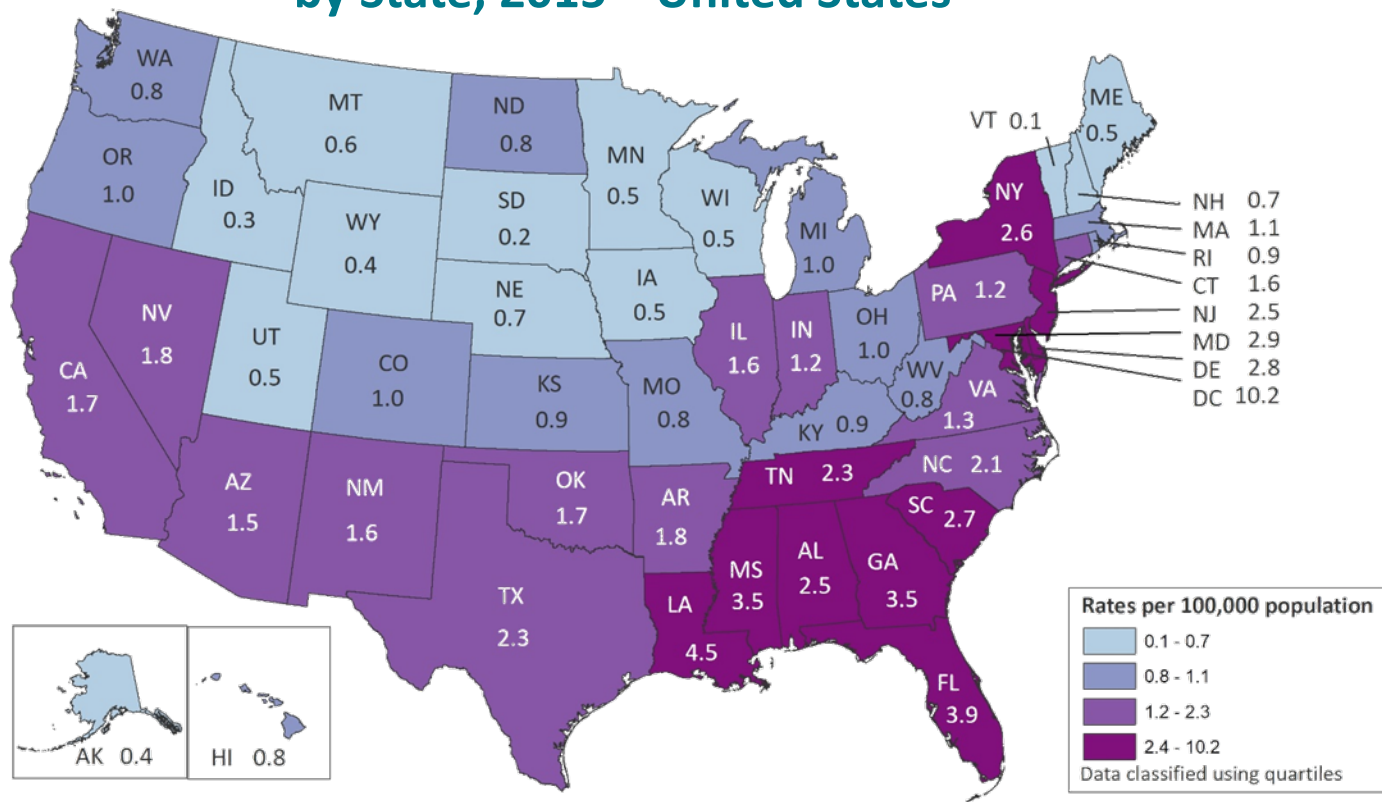 by State, 2015 – United States
WA
0.8
OR
1.0
ID
0.3
MT
0.6
WY
0.4
ND
0.8
SD
0.2
NE
0.7
MN
0.5
WI
0.5
IA
0.5
MI
1.0
VT 0.1
ME
0.5
NY
2.6
NH 0.7
MA 1.1
RI 0.9
CT 1.6
NJ 2.5
MD 2.9
DE 2.8
DC 10.2
PA 1.2
OH
1.0
WV
0.8
VA
1.3
IL
1.6
IN
1.2
NV
1.8
UT
0.5
CA
1.7
CO
1.0
KS
0.9
MO
0.8
KY 0.9
TN 2.3
NC 2.1
SC
2.7
AZ
1.5
NM
1.6
OK
1.7
AR
1.8
TX
2.3
LA
4.5
MS
3.5
AL
2.5
GA
3.5
FL
3.9
AK 0.4
HI 0.8
Rates per 100,000 population
0.1 - 0.7
0.8 - 1.1
1.2 - 2.3
2.4 - 10.2
Data classified using quartiles